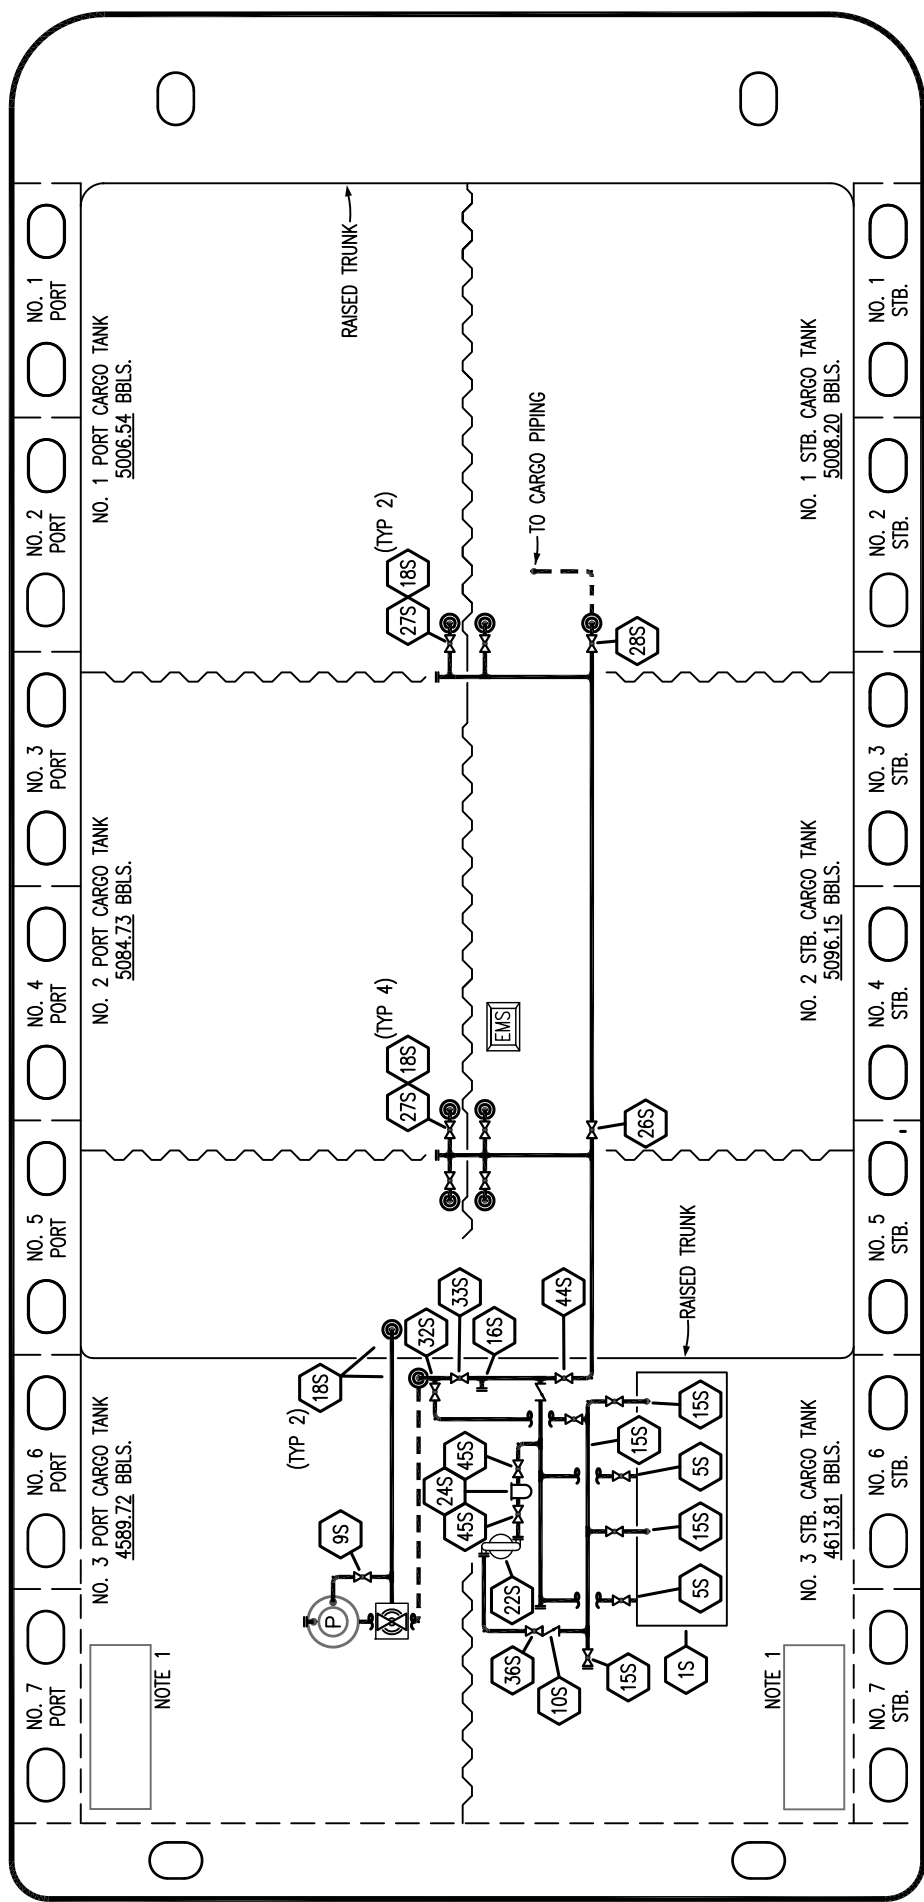 NO. 7
PORT
NO. 6
PORT
NO. 5
PORT
NO. 4
PORT
NO. 3
PORT
NO. 2
PORT
NO. 1
PORT
NOTE 1
NO. 3 PORT CARGO TANK
4589.72 BBLS.
NO. 2 PORT CARGO TANK
5084.73 BBLS.
NO. 1 PORT CARGO TANK
5006.54 BBLS.
RAISED TRUNK
(TYP 2)
18S
9S
P
(TYP 4)
27S
18S
(TYP 2)
27S
18S
32S
33S
16S
44S
45S
24S
45S
22S
36S
10S
15S
EMS
TO CARGO PIPING
26S
28S
15S
15S
5S
15S
5S
1S
RAISED TRUNK
NOTE 1
NO. 3 STB. CARGO TANK
4613.81 BBLS.
NO. 2 STB. CARGO TANK
5096.15 BBLS.
NO. 1 STB. CARGO TANK
5008.20 BBLS.
NO. 7
STB.
NO. 6
STB.
NO. 5
STB.
NO. 4
STB.
NO. 3
STB.
NO. 2
STB.
NO. 1
STB.